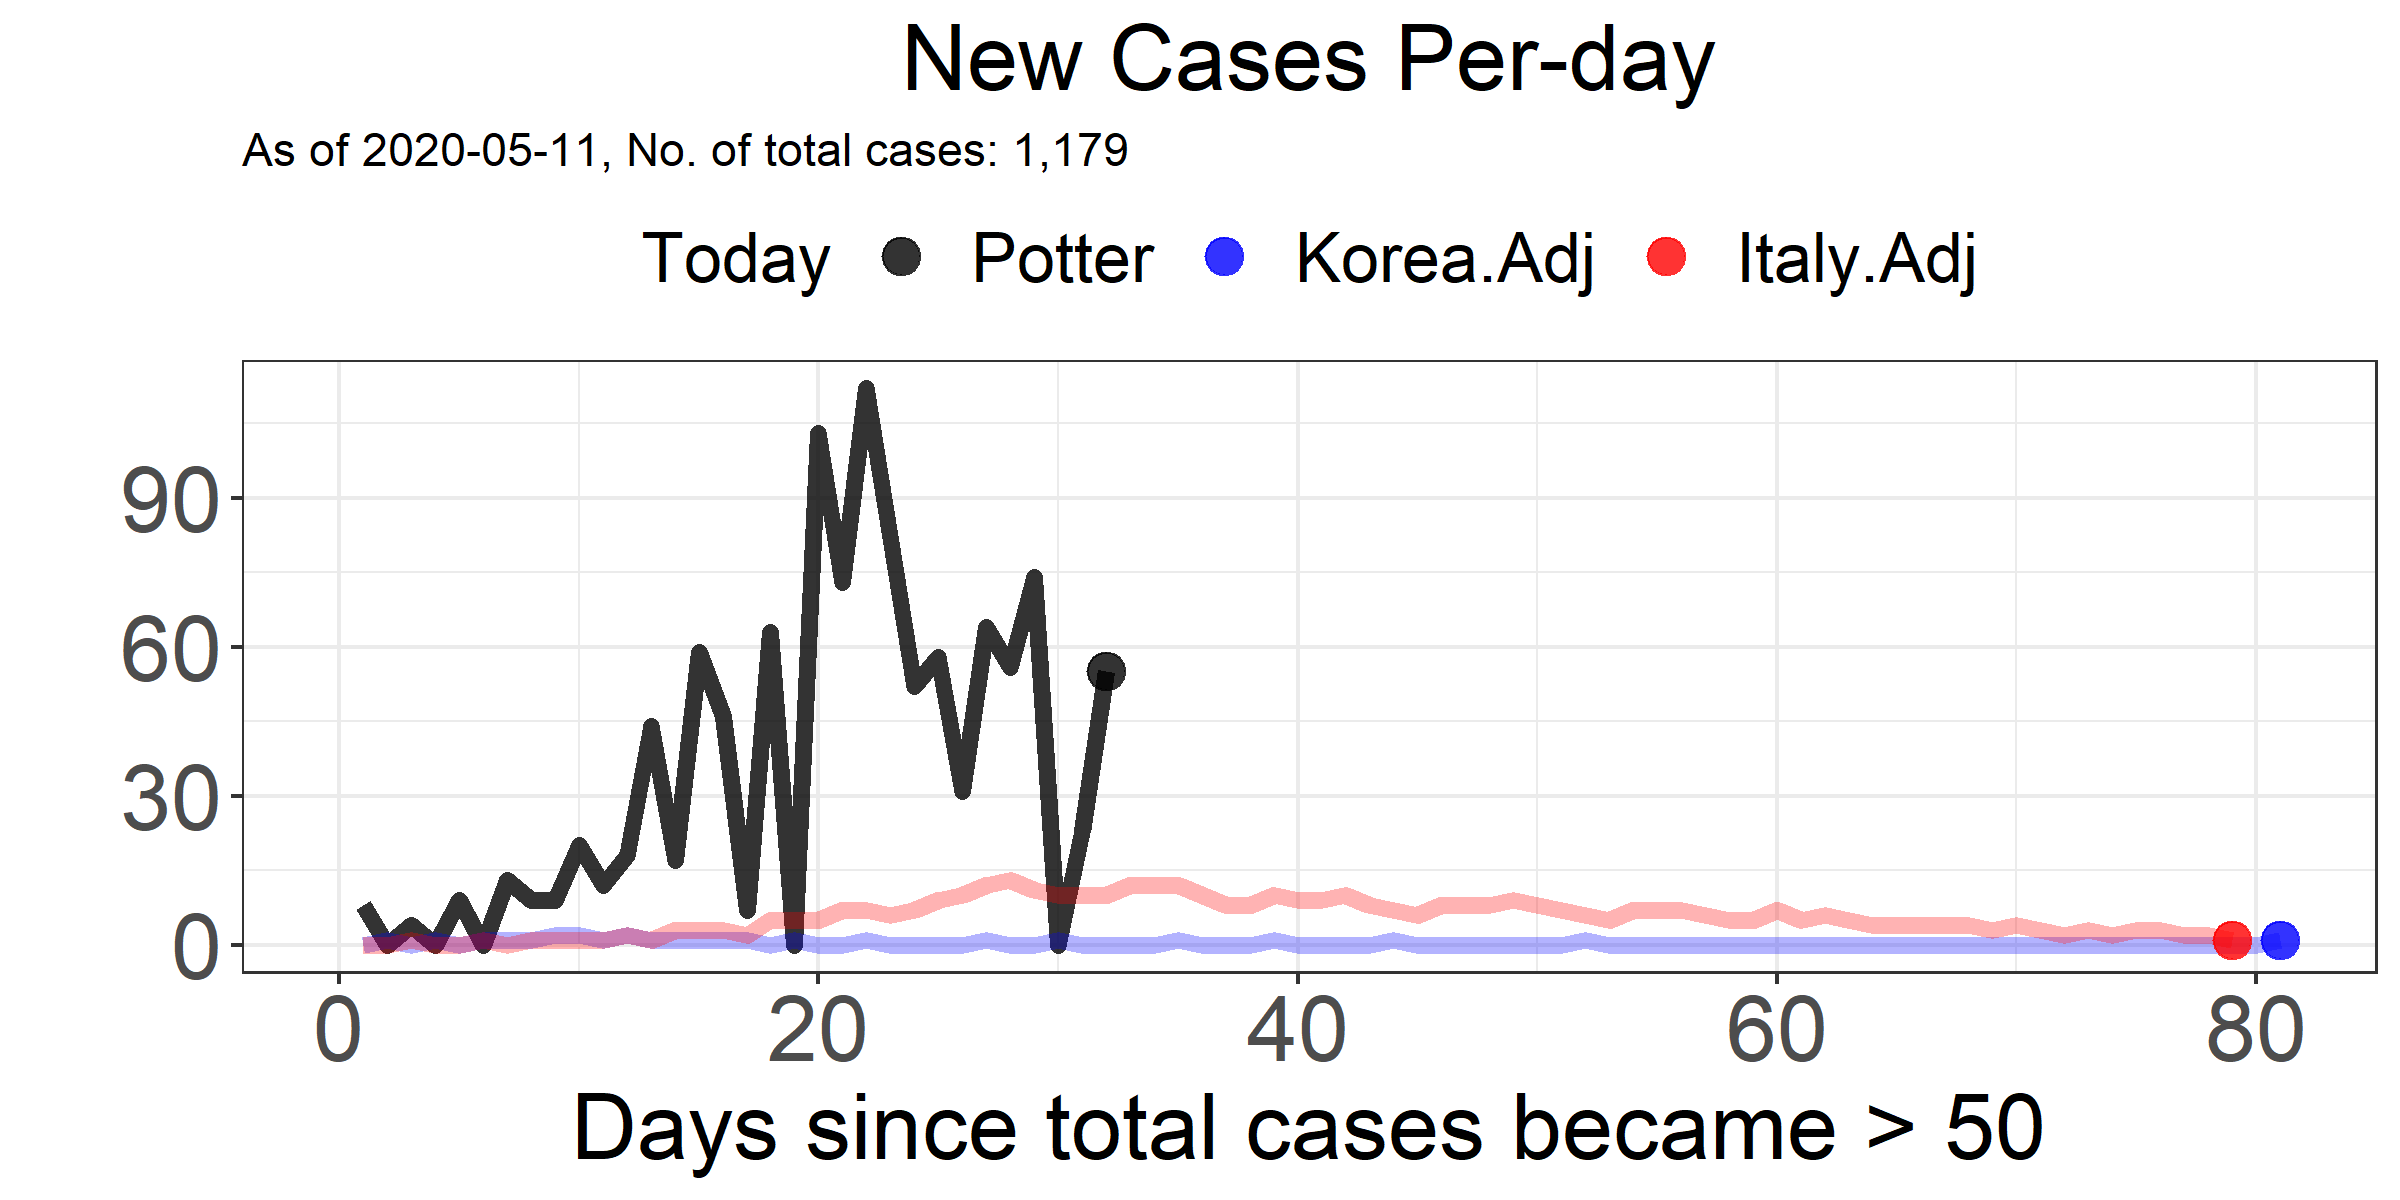 New Cases Per-day
As of 2020-05-11, No. of total cases: 1,179
Today Potter Korea.Adj Italy.Adj
90
60
30
0
0 20 40 60 80
Days since total cases became > 50